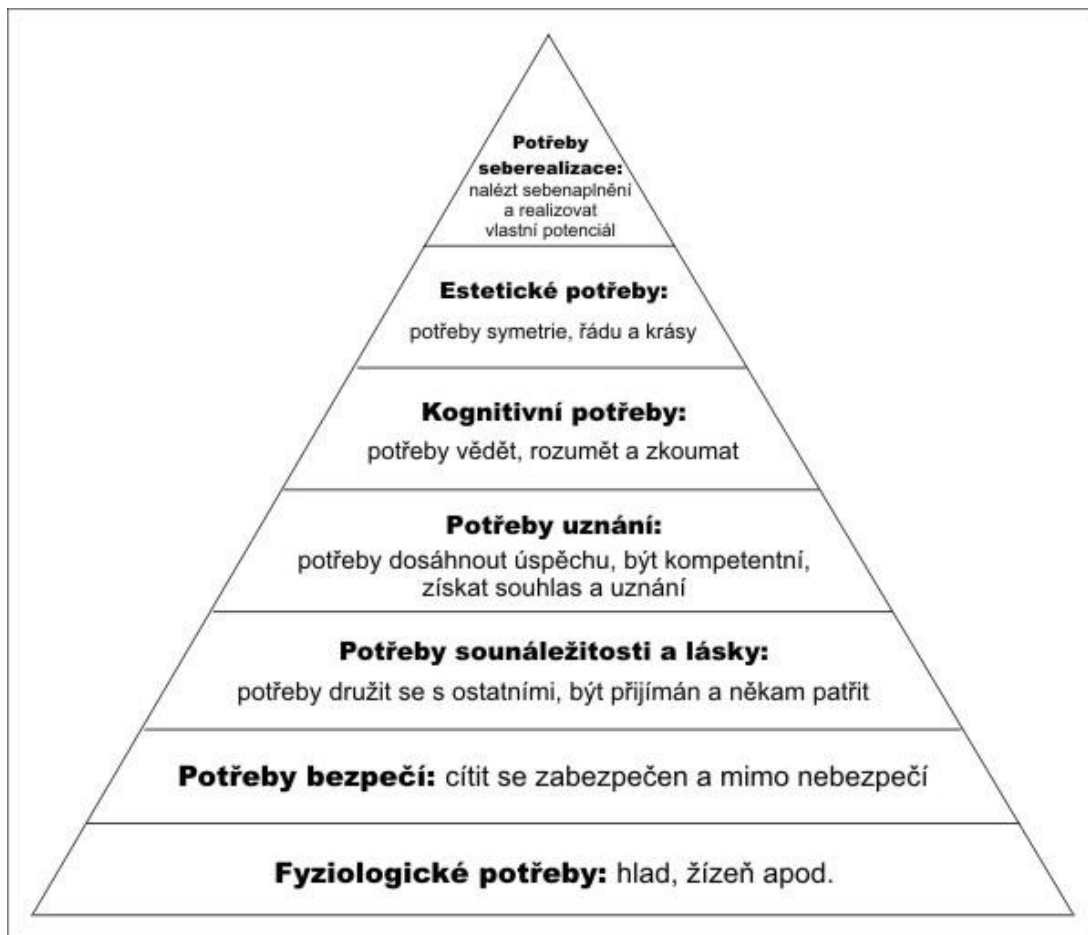 Potřeby
seberealizace:
nalézt sebenaplnění
a realizovat
vlastní potenciál
Estetické potřeby:
potřeby symetrie, řádu a krásy
Kognitivní potřeby:
potřeby vědět, rozumět a zkoumat
Potřeby uznání:
potřeby dosáhnout úspěchu, být kompetentní,
získat souhlas a uznání
Potřeby sounáležitosti a lásky:
potřeby družit se s ostatními, být přijímán a někam patřit
Potřeby bezpečí: cítit se zabezpečen a mimo nebezpečí
Fyziologické potřeby: hlad, žízeň apod.